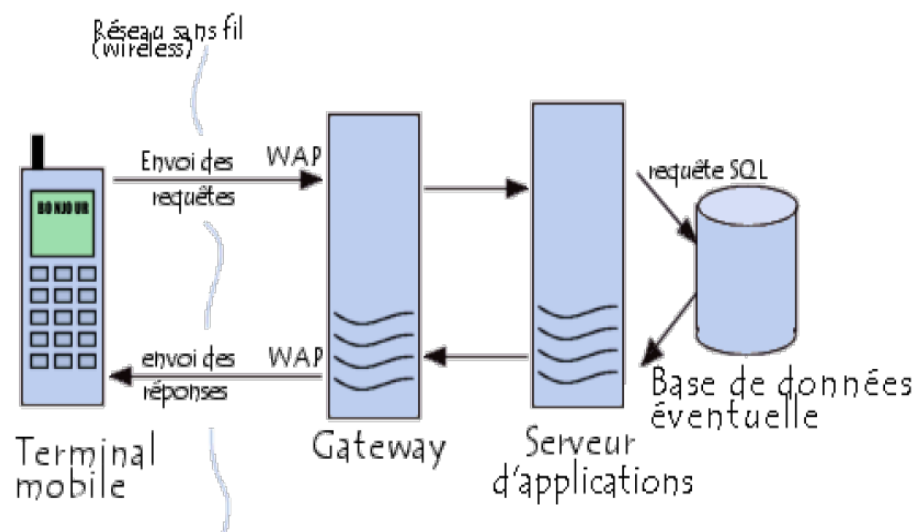 Réseau sans fil
(wireless)
Envoi des
requêtes
WAP
requête SQL
BONJOUR
envoi des
réponses
WAP
Terminal
mobile
Gateway
Serveur
d'applications
Base de données
éventuelle